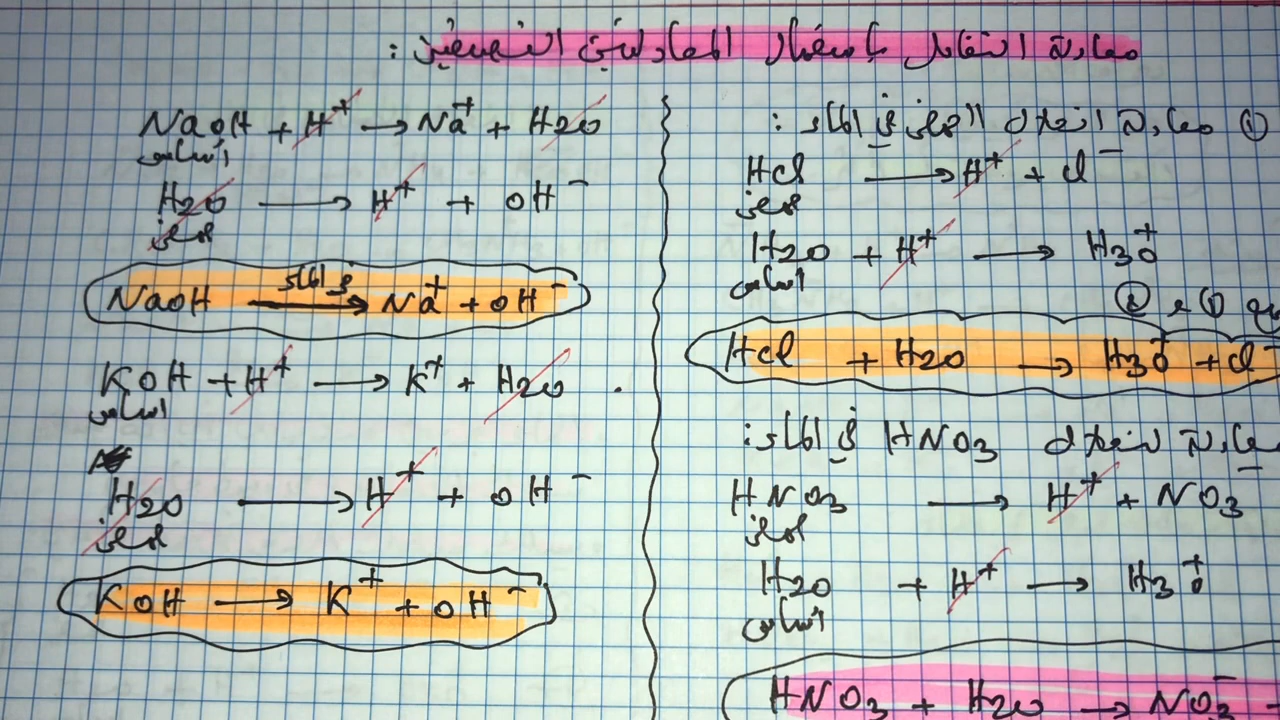 معادلة التفاعل باستعمال المعادلتين النصفيتين :
① معادلة انحلال الحمض في الماء :
HCl → H⁺ + Cl⁻
حمض
H2O + H⁺ → H3O⁺
أساس
① و ②
HCl + H2O → H3O⁺ + Cl⁻
معادلة انحلال HNO3 في الماء :
HNO3 → H⁺ + NO3⁻
حمض
H2O + H⁺ → H3O⁺
أساس
HNO3 + H2O → NO3⁻ +
NaOH + H⁺ → Na⁺ + H2O
أساس
H2O → H⁺ + OH⁻
حمض
في الماء
NaOH → Na⁺ + OH⁻
KOH + H⁺ → K⁺ + H2O
أساس
H2O → H⁺ + OH⁻
حمض
KOH → K⁺ + OH⁻